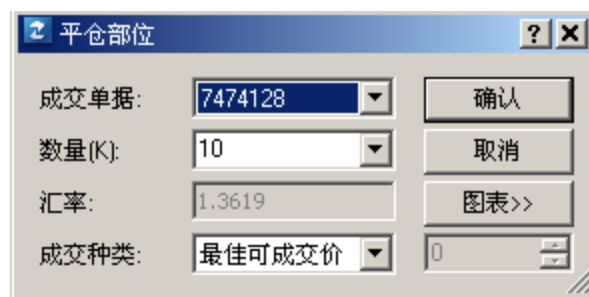 平仓部位
成交单据: 7474128 确认
数量(K): 10 取消
汇率: 1.3619 图表>>
成交种类: 最佳可成交价 0